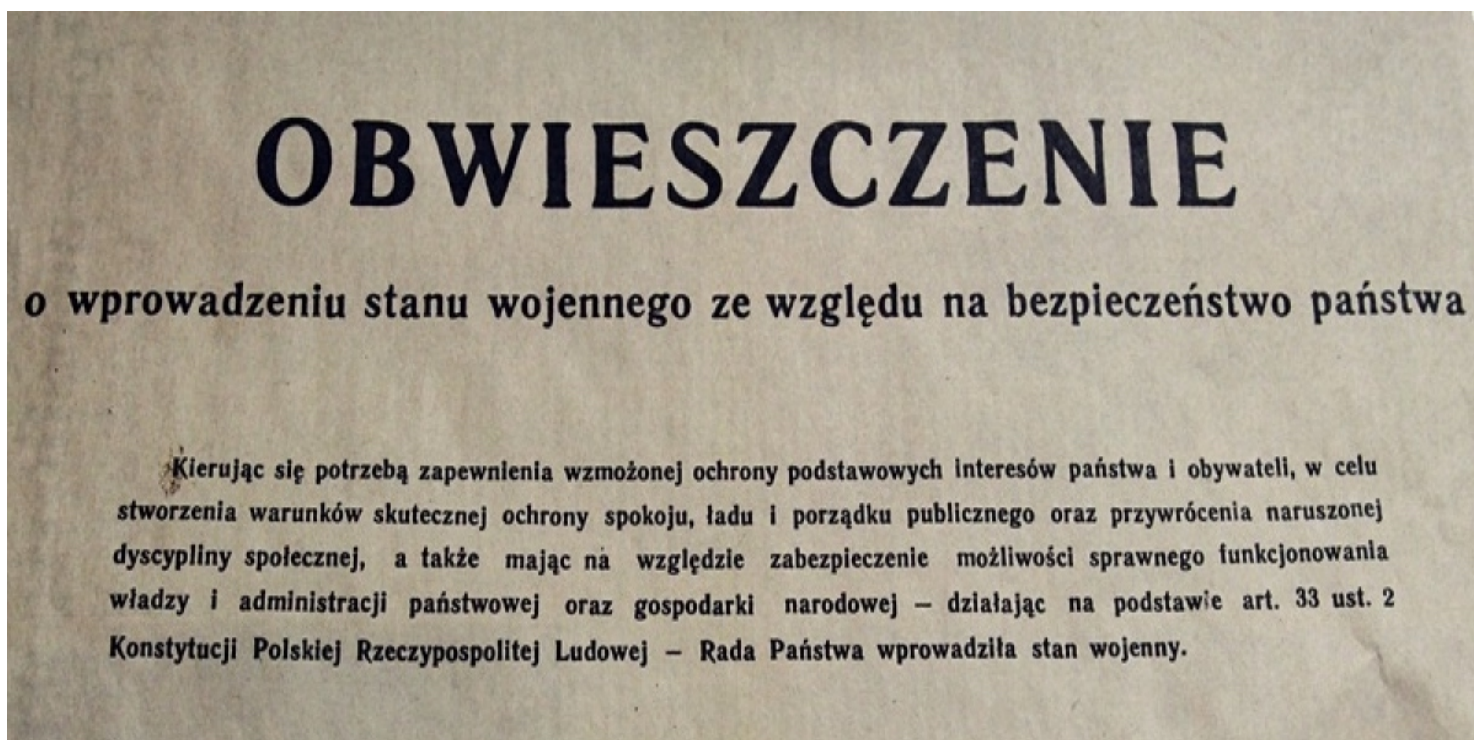 OBWIESZCZENIE
o wprowadzeniu stanu wojennego ze względu na bezpieczeństwo państwa
Kierując się potrzebą zapewnienia wzmożonej ochrony podstawowych interesów państwa i obywateli, w celu
stworzenia warunków skutecznej ochrony spokoju, ładu i porządku publicznego oraz przywrócenia naruszonej
dyscypliny społecznej, a także mając na względzie zabezpieczenie możliwości sprawnego funkcjonowania
władzy i administracji państwowej oraz gospodarki narodowej – działając na podstawie art. 33 ust. 2
Konstytucji Polskiej Rzeczypospolitej Ludowej – Rada Państwa wprowadziła stan wojenny.